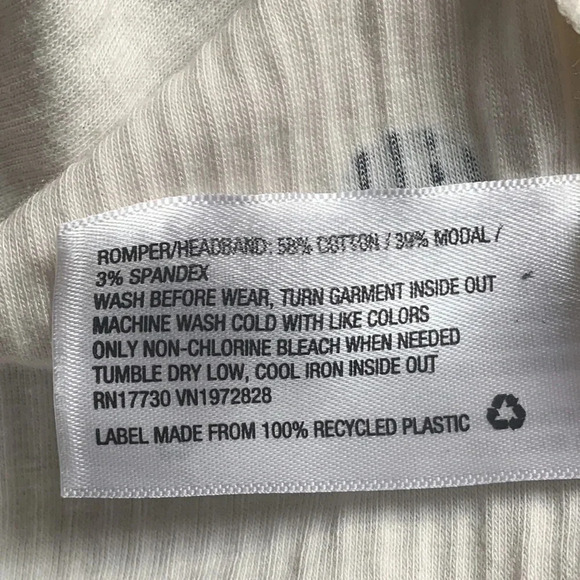 ROMPER/HEADBAND: 58% COTTON / 39% MODAL /
3% SPANDEX
WASH BEFORE WEAR, TURN GARMENT INSIDE OUT
MACHINE WASH COLD WITH LIKE COLORS
ONLY NON-CHLORINE BLEACH WHEN NEEDED
TUMBLE DRY LOW, COOL IRON INSIDE OUT
RN17730 VN1972828
LABEL MADE FROM 100% RECYCLED PLASTIC